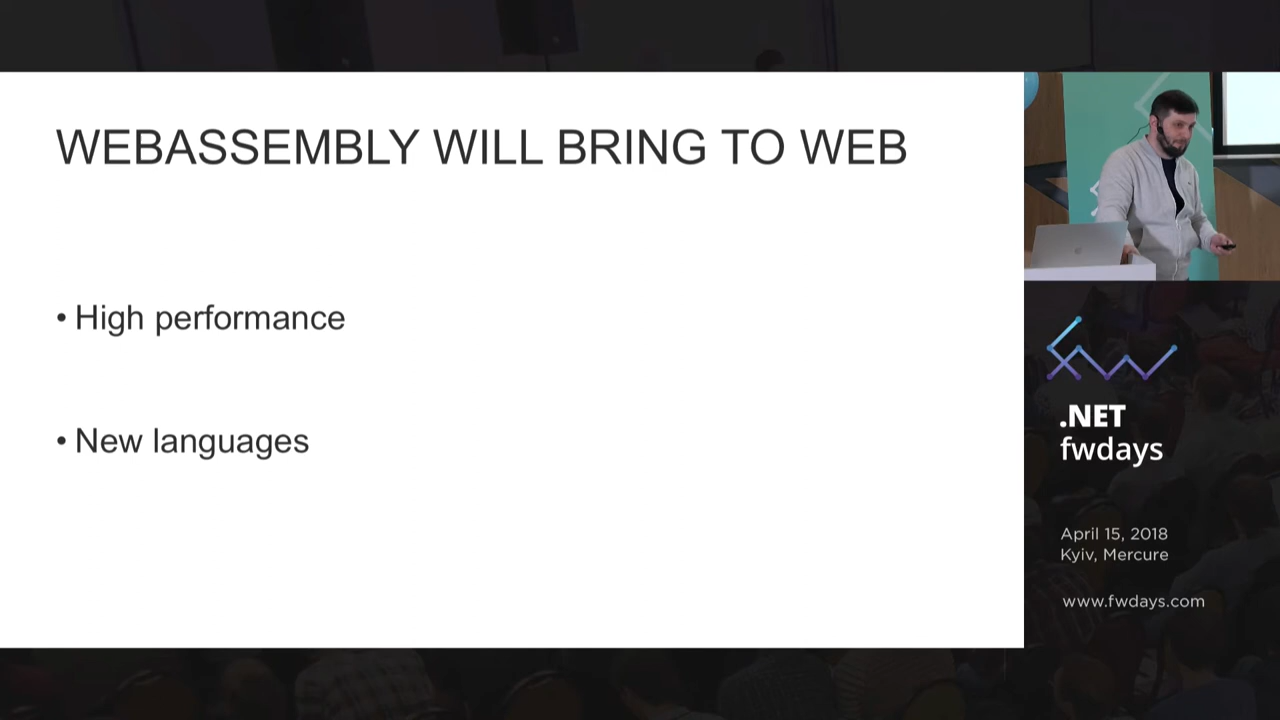 WEBASSEMBLY WILL BRING TO WEB
• High performance
• New languages
.NET
fwdays
April 15, 2018
Kyiv, Mercure
www.fwdays.com